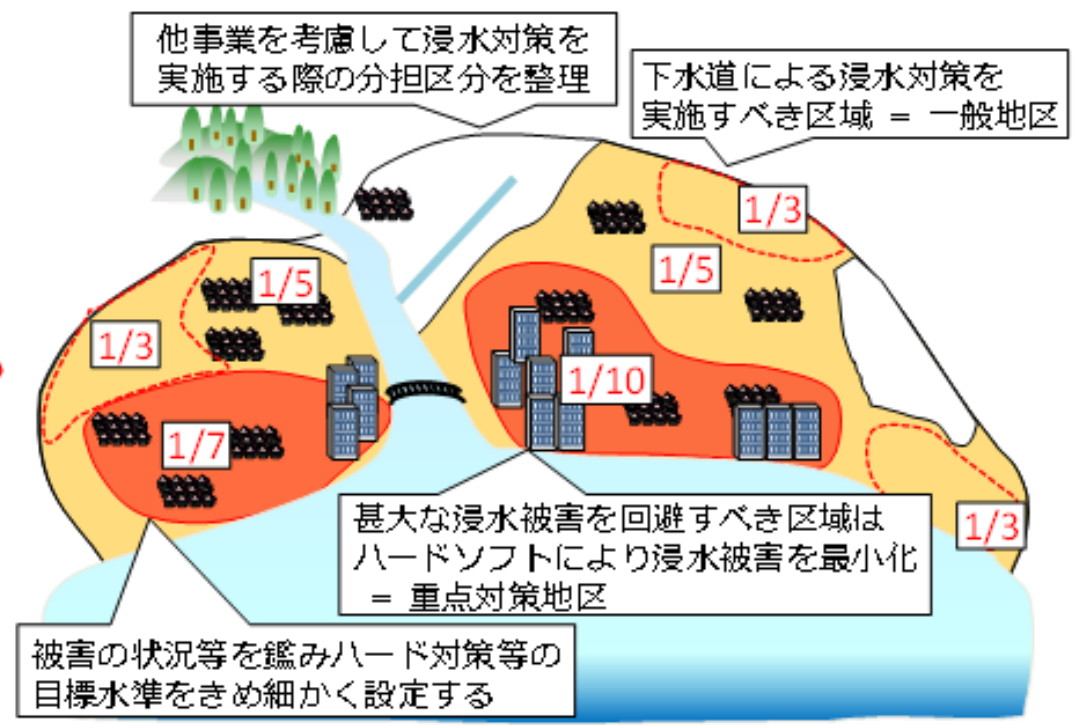 他事業を考慮して浸水対策を
実施する際の分担区分を整理
下水道による浸水対策を
実施すべき区域 = 一般地区
1/3
1/5
1/5
1/3
1/10
1/7
1/3
甚大な浸水被害を回避すべき区域は
ハードソフトにより浸水被害を最小化
= 重点対策地区
被害の状況等を鑑みハード対策等の
目標水準をきめ細かく設定する